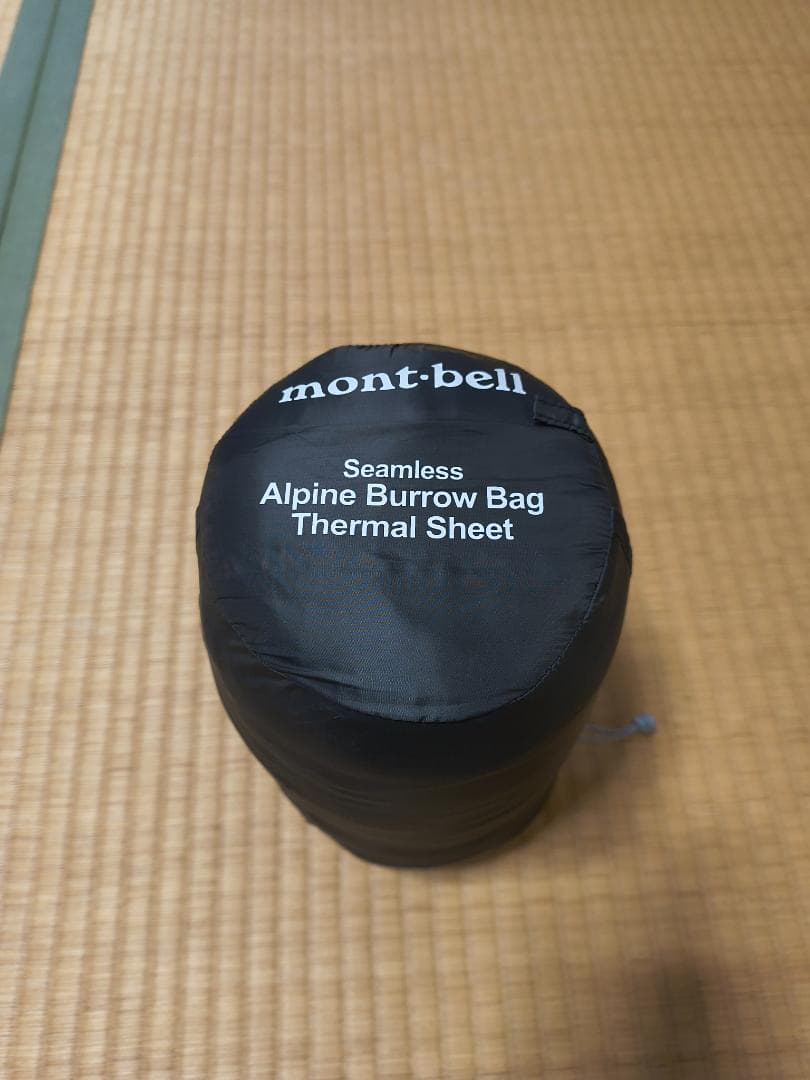 mont-bell
Seamless
Alpine Burrow Bag
Thermal Sheet